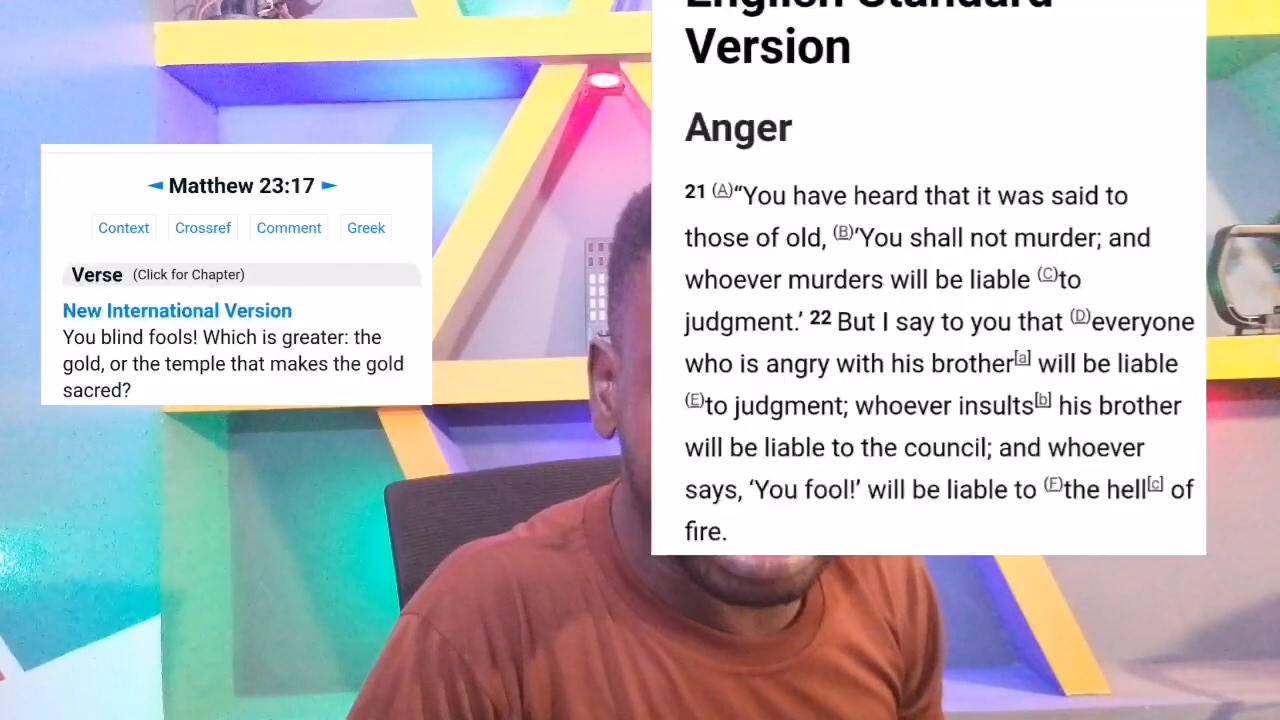 Matthew 23:17
Context Crossref Comment Greek
Verse (Click for Chapter)
New International Version
You blind fools! Which is greater: the
gold, or the temple that makes the gold
sacred?
English Standard
Version
Anger
21 (A)“You have heard that it was said to
those of old, (B)‘You shall not murder; and
whoever murders will be liable (C)to
judgment.’ 22 But I say to you that (D)everyone
who is angry with his brother[a] will be liable
(E)to judgment; whoever insults[b] his brother
will be liable to the council; and whoever
says, ‘You fool!’ will be liable to (F)the hell[c] of
fire.